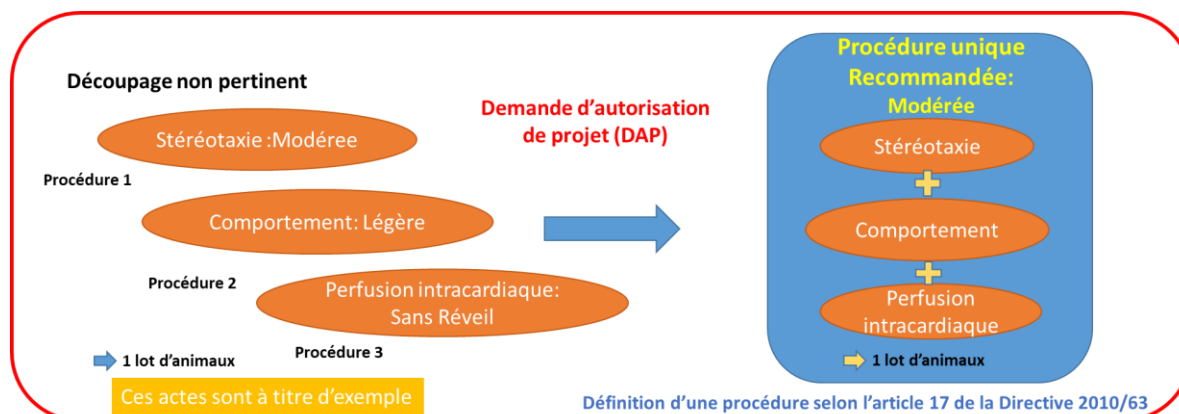 Découpage non pertinent
Stéréotaxie :Modéree
Procédure 1
Comportement: Légère
Procédure 2
Perfusion intracardiaque:
Sans Réveil
Procédure 3
1 lot d'animaux
Ces actes sont à titre d'exemple
Demande d'autorisation
de projet (DAP)
Procédure unique
Recommandée:
Modérée
Stéréotaxie
Comportement
Perfusion
intracardiaque
1 lot d'animaux
Définition d'une procédure selon l'article 17 de la Directive 2010/63